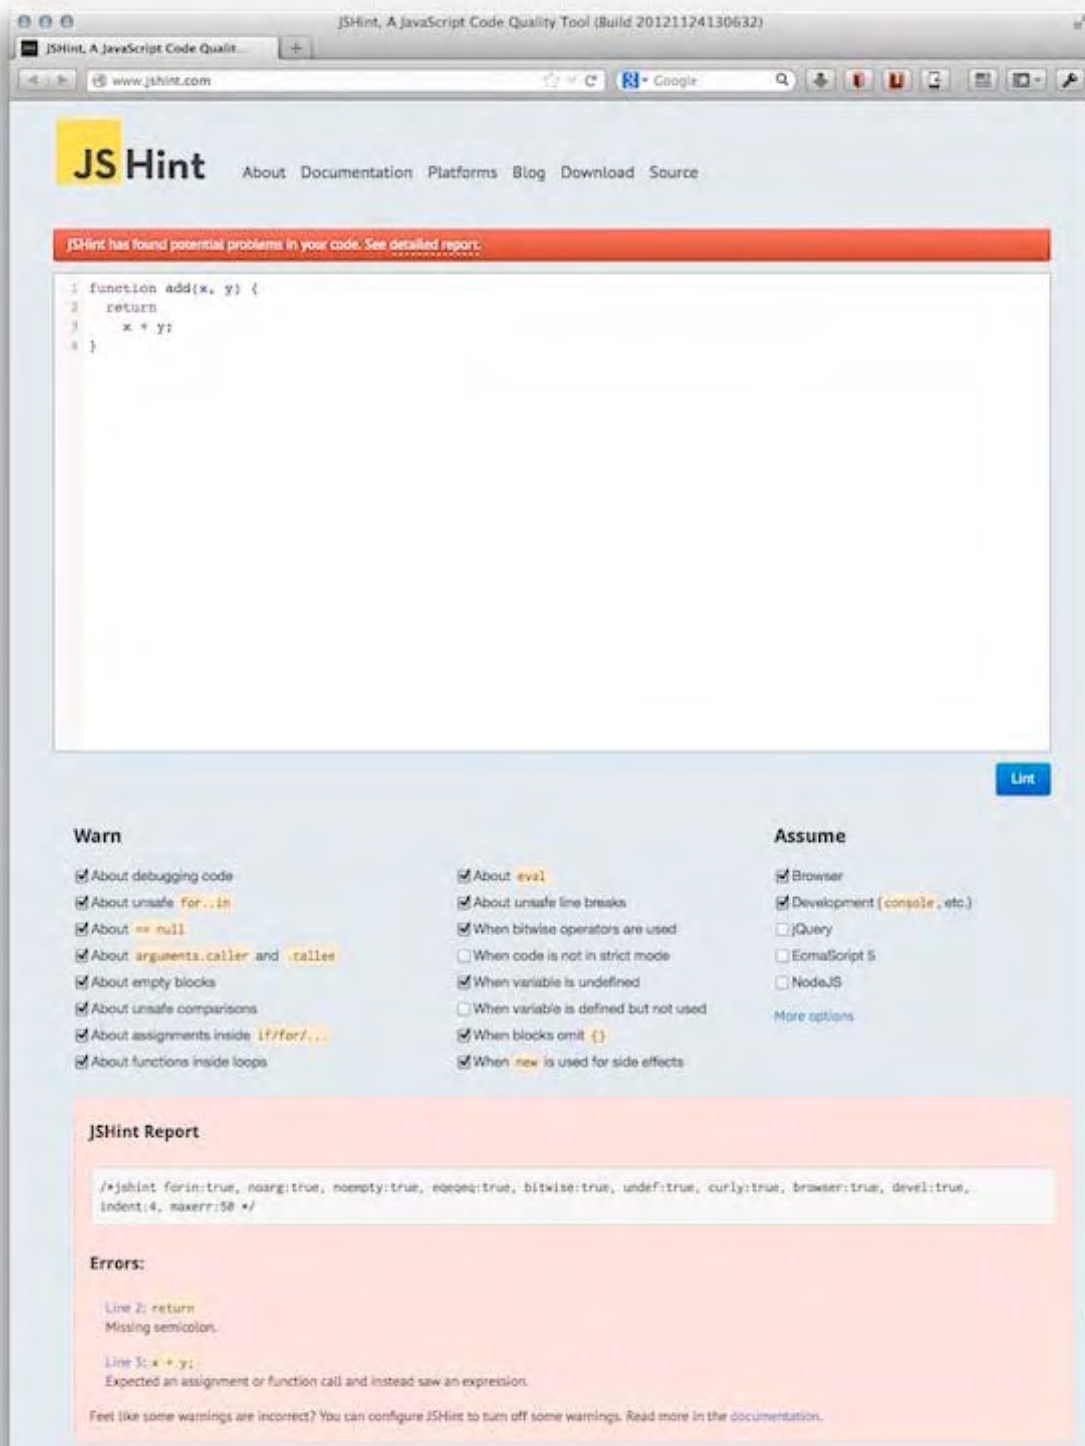 JSHint, A JavaScript Code Quality Tool (Build 20121124130632)
JSHint, A JavaScript Code Qualit...
www.jshint.com
Google
JS Hint
About Documentation Platforms Blog Download Source
JSHint has found potential problems in your code. See detailed report.
1 function add(x, y) {
2 return
3 x + y;
4 }
Lint
Warn
Assume
About debugging code
About eval
Browser
About unsafe for..in
About unsafe line breaks
Development (console, etc.)
About == null
When bitwise operators are used
jQuery
About arguments.caller and .callee
When code is not in strict mode
EcmaScript 5
About empty blocks
When variable is undefined
NodeJS
About unsafe comparisons
When variable is defined but not used
More options
About assignments inside if/for/...
When blocks omit {}
About functions inside loops
When new is used for side effects
JSHint Report
/*jshint forin:true, noarg:true, noempty:true, eqeqeq:true, bitwise:true, undef:true, curly:true, browser:true, devel:true,
indent:4, maxerr:50 */
Errors:
Line 2: return
Missing semicolon.
Line 3: x + y;
Expected an assignment or function call and instead saw an expression.
Feel like some warnings are incorrect? You can configure JSHint to turn off some warnings. Read more in the documentation.